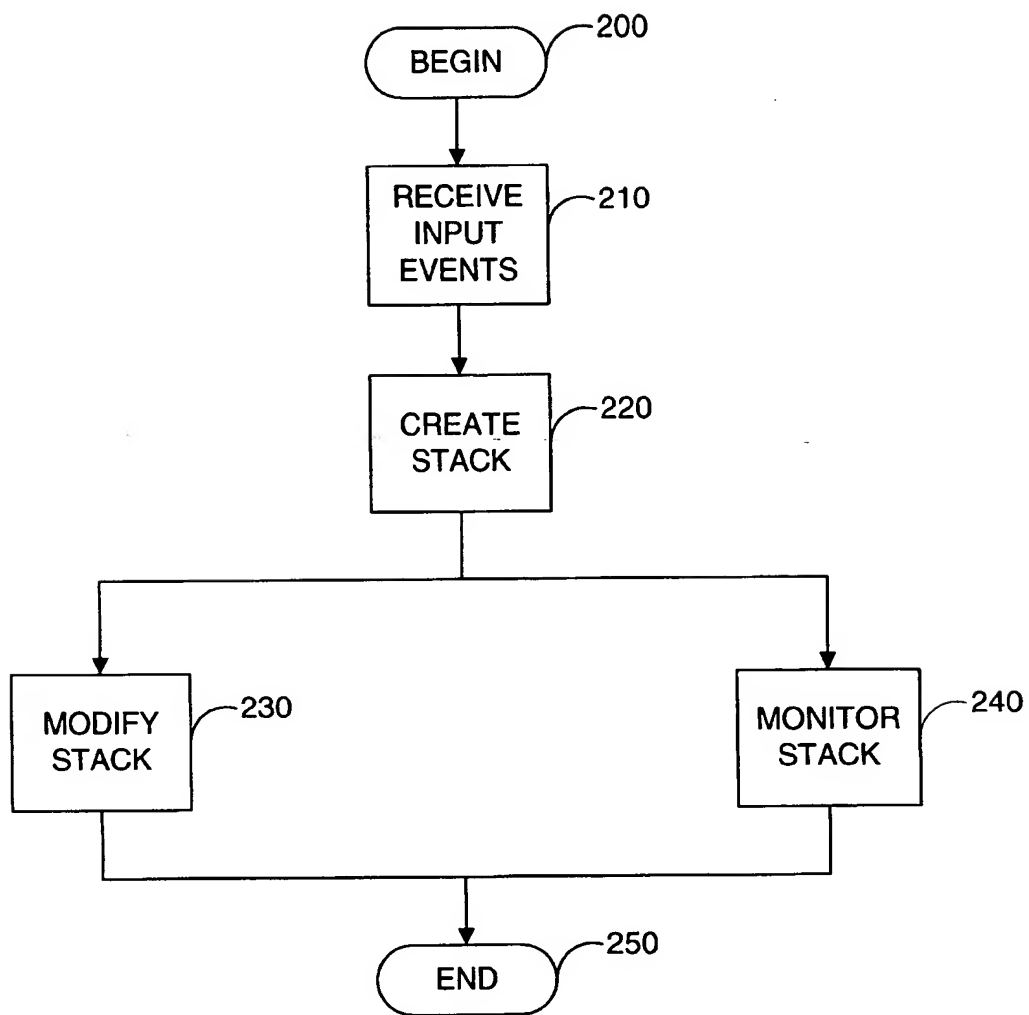 BEGIN
200
RECEIVE
INPUT
EVENTS
210
CREATE
STACK
220
MODIFY
STACK
230
MONITOR
STACK
240
END
250